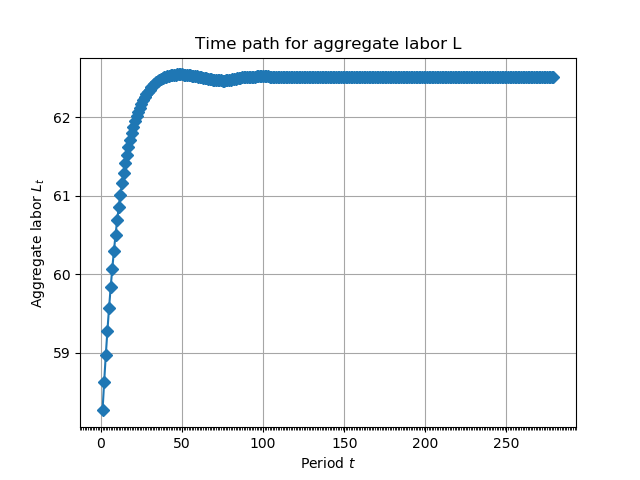 Time path for aggregate labor L
62
61
60
59
Aggregate labor $L_t$
0 50 100 150 200 250
Period t